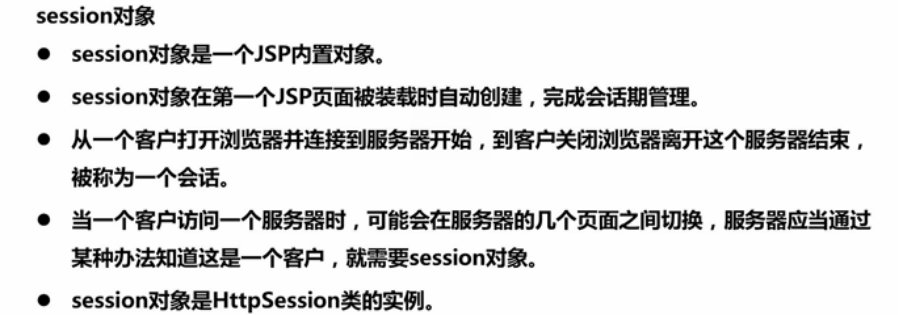 session对象
● session对象是一个JSP内置对象。
● session对象在第一个JSP页面被装载时自动创建，完成会话期管理。
● 从一个客户打开浏览器并连接到服务器开始，到客户关闭浏览器离开这个服务器结束，
被称为一个会话。
● 当一个客户访问一个服务器时，可能会在服务器的几个页面之间切换，服务器应当通过
某种办法知道这是一个客户，就需要session对象。
● session对象是HttpSession类的实例。